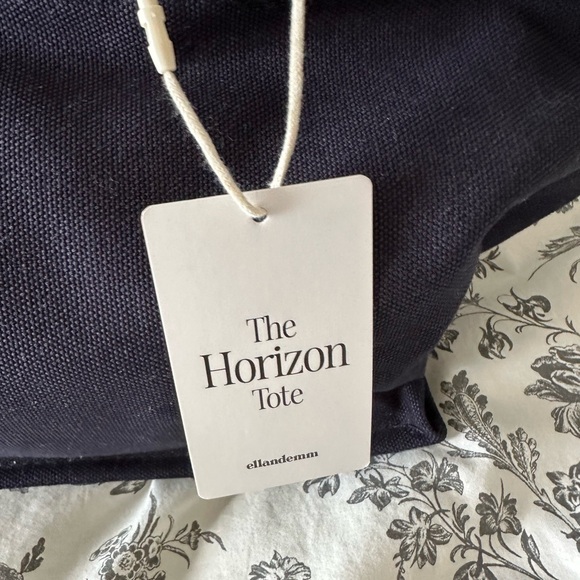 The
Horizon
Tote
ellandemm